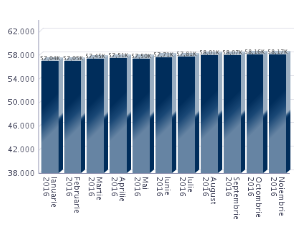 62.000
58.000
54.000
50.000
46.000
42.000
38.000
Ianuarie 2016
Februarie 2016
Martie 2016
Aprilie 2016
Mai 2016
Iunie 2016
Iulie 2016
August 2016
Septembrie 2016
Octombrie 2016
Noiembrie 2016